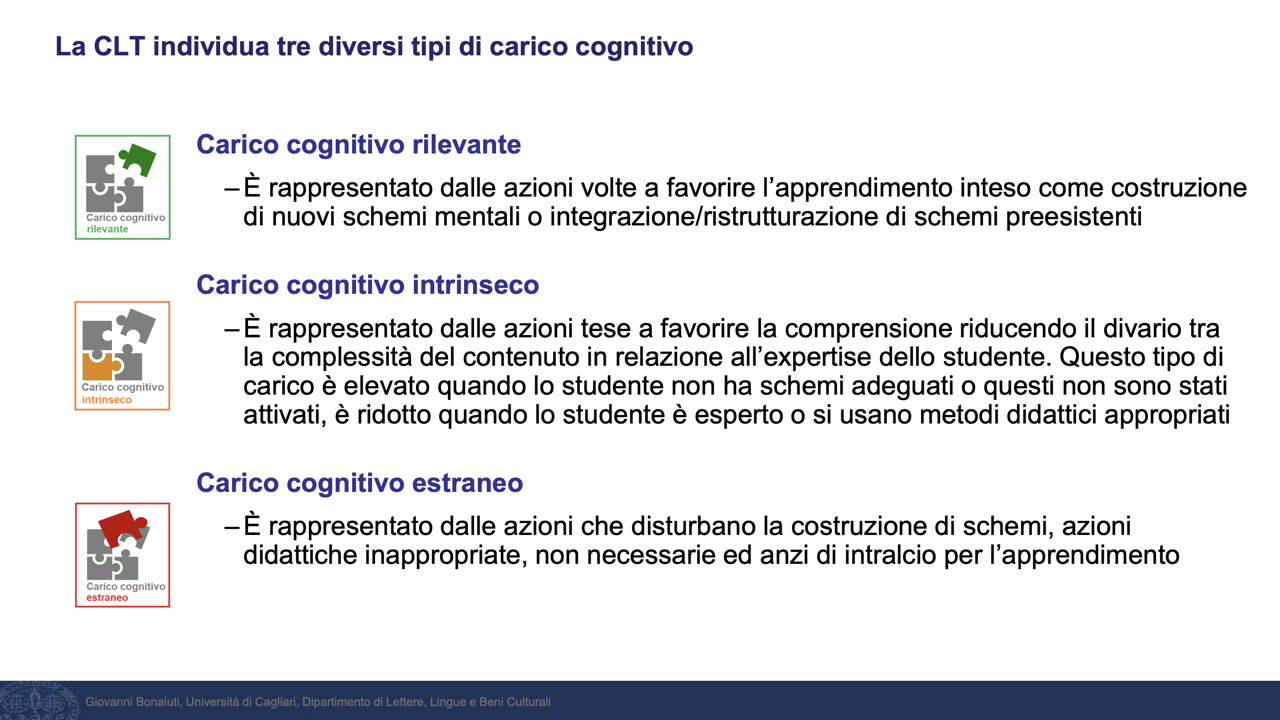 La CLT individua tre diversi tipi di carico cognitivo
Carico cognitivo rilevante
– È rappresentato dalle azioni volte a favorire l’apprendimento inteso come costruzione
di nuovi schemi mentali o integrazione/ristrutturazione di schemi preesistenti
Carico cognitivo
rilevante
Carico cognitivo intrinseco
– È rappresentato dalle azioni tese a favorire la comprensione riducendo il divario tra
la complessità del contenuto in relazione all’expertise dello studente. Questo tipo di
carico è elevato quando lo studente non ha schemi adeguati o questi non sono stati
attivati, è ridotto quando lo studente è esperto o si usano metodi didattici appropriati
Carico cognitivo
intrinseco
Carico cognitivo estraneo
– È rappresentato dalle azioni che disturbano la costruzione di schemi, azioni
didattiche inappropriate, non necessarie ed anzi di intralcio per l’apprendimento
Carico cognitivo
estraneo
Giovanni Bonaiuti, Università di Cagliari, Dipartimento di Lettere, Lingue e Beni Culturali